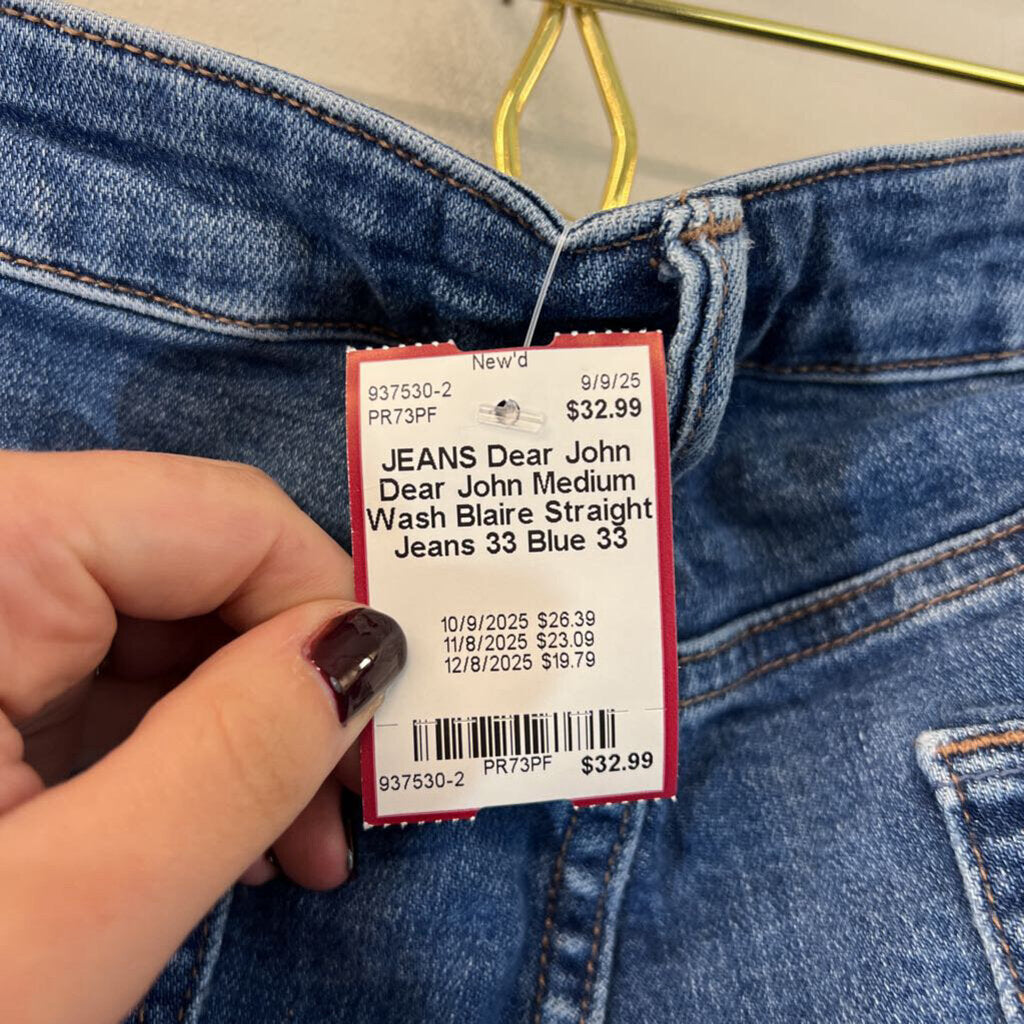 New'd
937530-2 9/9/25
PR73PF $32.99
JEANS Dear John
Dear John Medium
Wash Blaire Straight
Jeans 33 Blue 33
10/9/2025 $26.39
11/8/2025 $23.09
12/8/2025 $19.79
937530-2 PR73PF $32.99